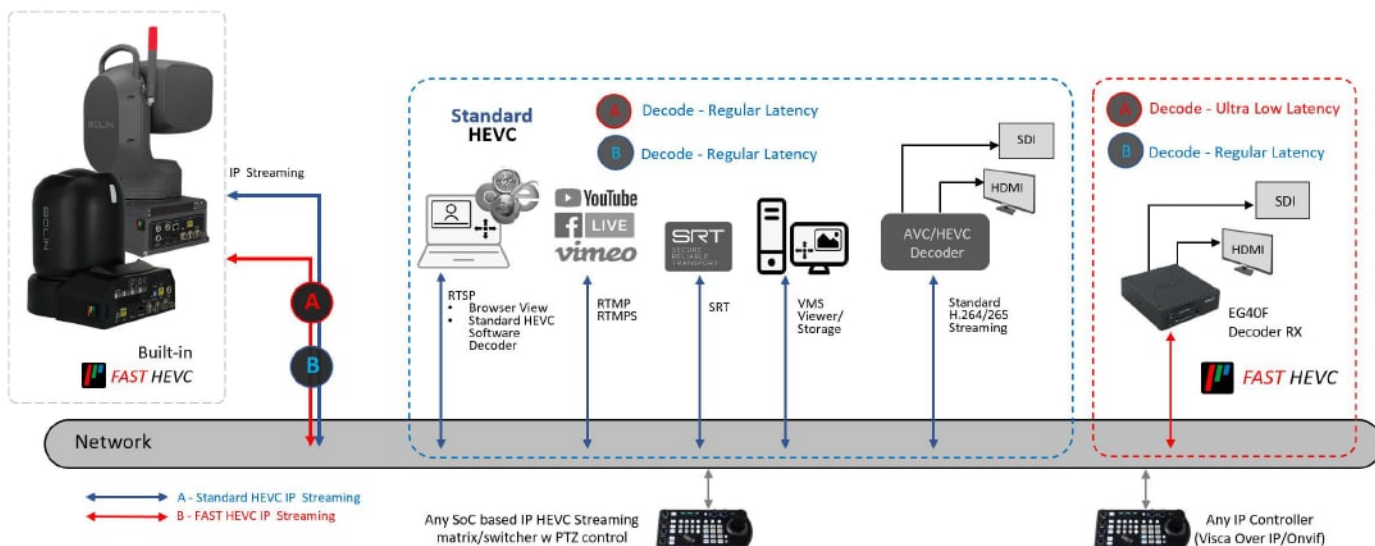 BOLIN
BOLIN
IP Streaming
A
B
Built-in
FAST HEVC
Standard
HEVC
A Decode - Regular Latency
B Decode - Regular Latency
RTSP
• Browser View
• Standard HEVC
Software
Decoder
YouTube
LIVE
vimeo
RTMP
RTMPS
SRT
SECURE
RELIABLE
TRANSPORT
SRT
VMS
Viewer/
Storage
SDI
HDMI
AVC/HEVC
Decoder
Standard
H.264/265
Streaming
A Decode - Ultra Low Latency
B Decode - Regular Latency
SDI
HDMI
EG40F
Decoder RX
FAST HEVC
Network
A - Standard HEVC IP Streaming
B - FAST HEVC IP Streaming
Any SoC based IP HEVC Streaming
matrix/switcher w PTZ control
Any IP Controller
(Visca Over IP/Onvif)